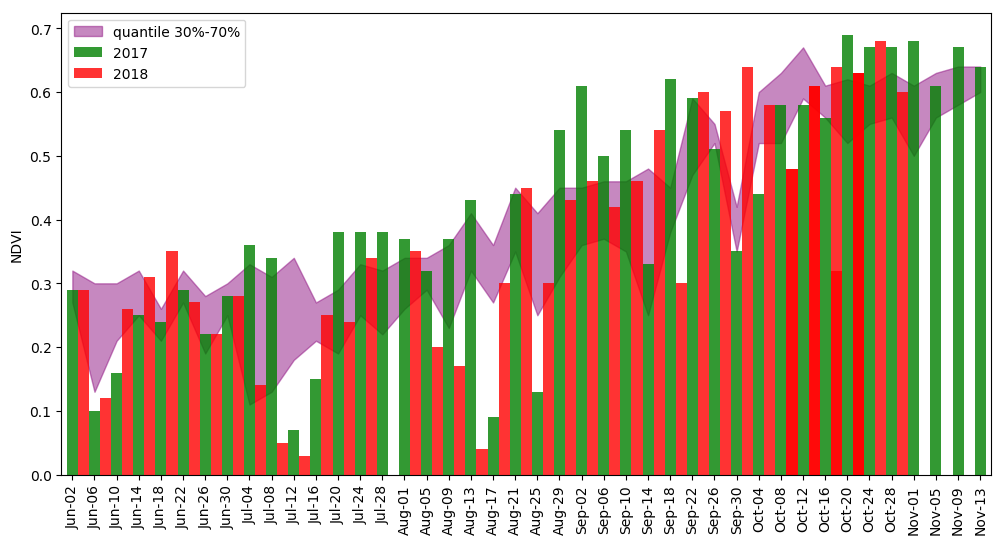 quantile 30%-70%
2017
2018
NDVI
0.7
0.6
0.5
0.4
0.3
0.2
0.1
0.0
Jun-02
Jun-06
Jun-10
Jun-14
Jun-18
Jun-22
Jun-26
Jun-30
Jul-04
Jul-08
Jul-12
Jul-16
Jul-20
Jul-24
Jul-28
Aug-01
Aug-05
Aug-09
Aug-13
Aug-17
Aug-21
Aug-25
Aug-29
Sep-02
Sep-06
Sep-10
Sep-14
Sep-18
Sep-22
Sep-26
Sep-30
Oct-04
Oct-08
Oct-12
Oct-16
Oct-20
Oct-24
Oct-28
Nov-01
Nov-05
Nov-09
Nov-13